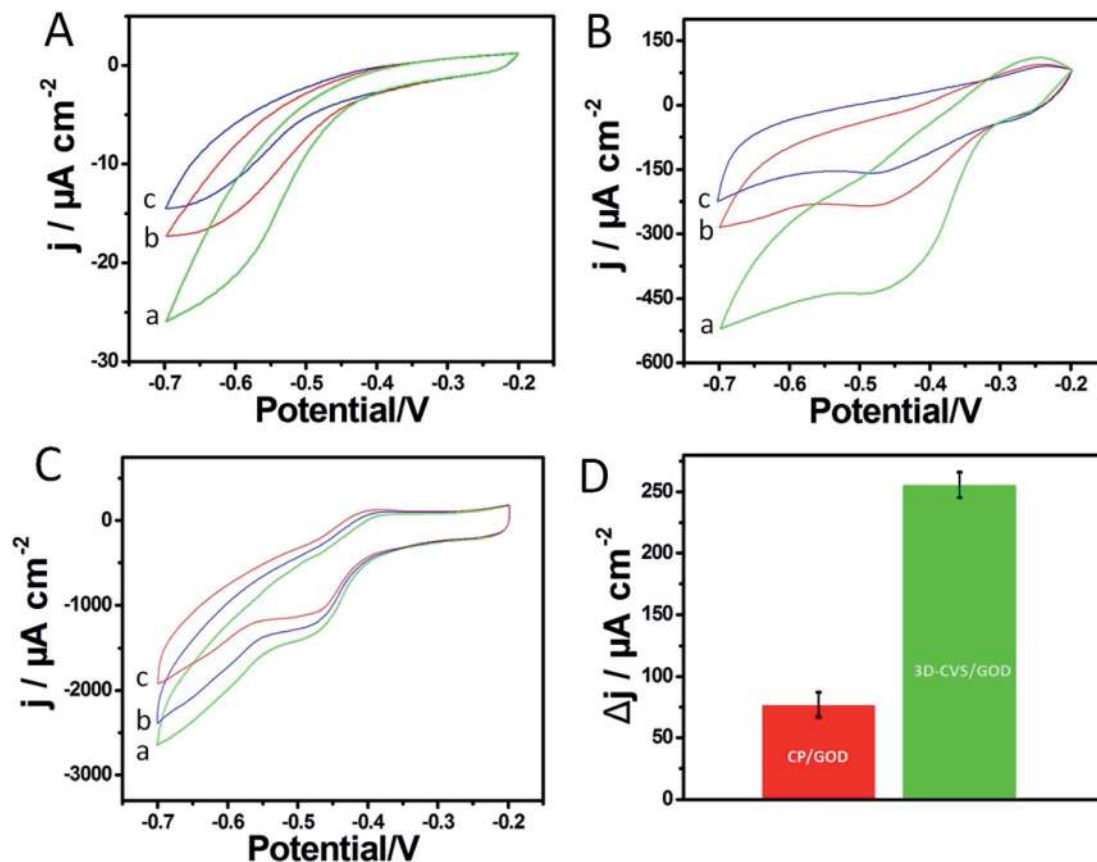 A
j / µA cm-2
0
-10
-20
-30
c
b
a
-0.7 -0.6 -0.5 -0.4 -0.3 -0.2
Potential/V
B
j / µA cm-2
150
0
-150
-300
-450
-600
c
b
a
-0.7 -0.6 -0.5 -0.4 -0.3 -0.2
Potential/V
C
j / µA cm-2
0
-1000
-2000
-3000
c
b
a
-0.7 -0.6 -0.5 -0.4 -0.3 -0.2
Potential/V
D
Δj / µA cm-2
250
200
150
100
50
0
CP/GOD
3D-CVS/GOD